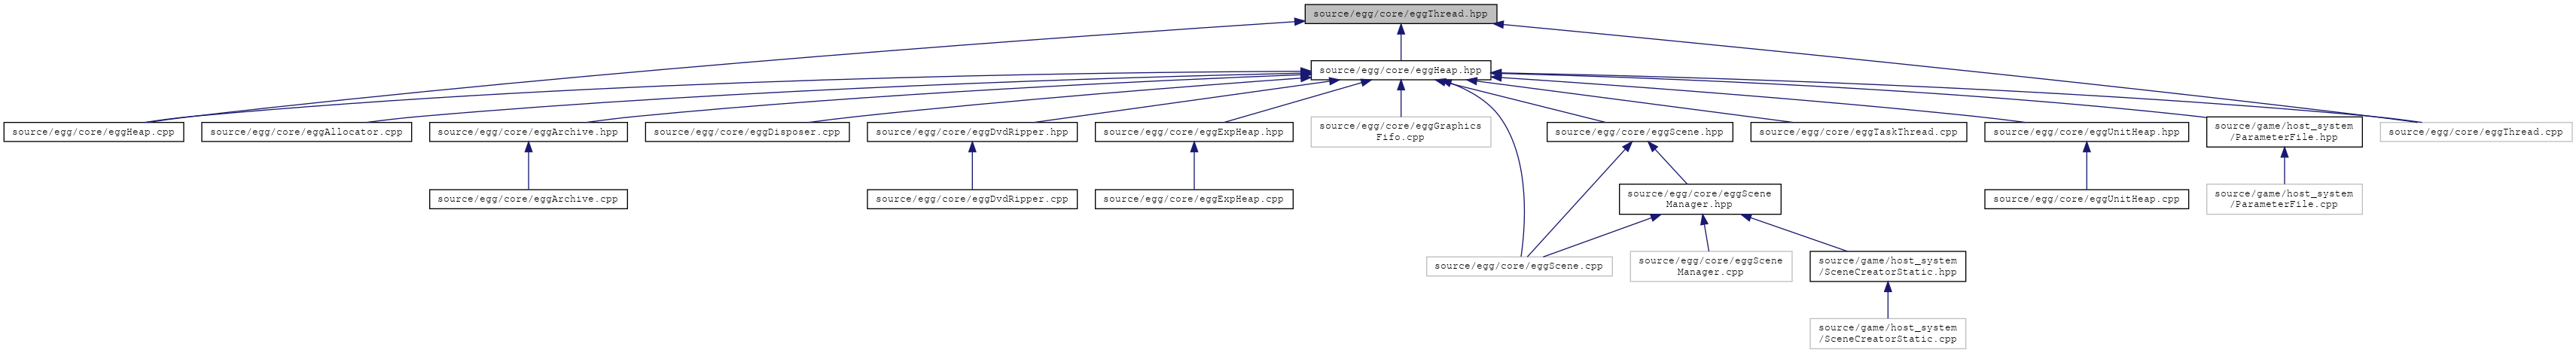 source/egg/core/eggThread.hpp
source/egg/core/eggHeap.hpp
source/egg/core/eggHeap.cpp
source/egg/core/eggAllocator.cpp
source/egg/core/eggArchive.hpp
source/egg/core/eggDisposer.cpp
source/egg/core/eggDvdRipper.hpp
source/egg/core/eggExpHeap.hpp
source/egg/core/eggGraphics
Fifo.cpp
source/egg/core/eggScene.hpp
source/egg/core/eggTaskThread.cpp
source/egg/core/eggUnitHeap.hpp
source/game/host_system
/ParameterFile.hpp
source/egg/core/eggThread.cpp
source/egg/core/eggArchive.cpp
source/egg/core/eggDvdRipper.cpp
source/egg/core/eggExpHeap.cpp
source/egg/core/eggScene
Manager.hpp
source/egg/core/eggUnitHeap.cpp
source/game/host_system
/ParameterFile.cpp
source/egg/core/eggScene.cpp
source/egg/core/eggScene
Manager.cpp
source/game/host_system
/SceneCreatorStatic.hpp
source/game/host_system
/SceneCreatorStatic.cpp